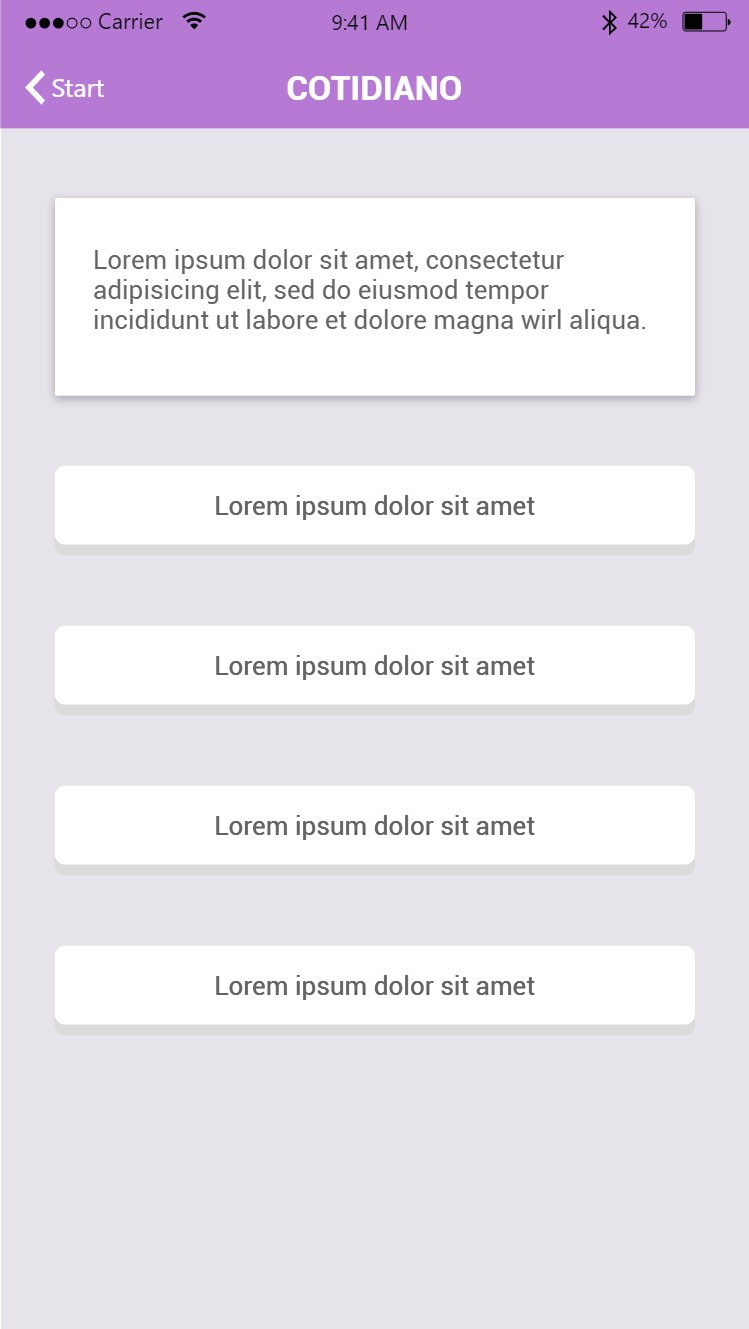 Carrier 9:41 AM 42%
Start COTIDIANO
Lorem ipsum dolor sit amet, consectetur
adipisicing elit, sed do eiusmod tempor
incididunt ut labore et dolore magna wirl aliqua.
Lorem ipsum dolor sit amet
Lorem ipsum dolor sit amet
Lorem ipsum dolor sit amet
Lorem ipsum dolor sit amet